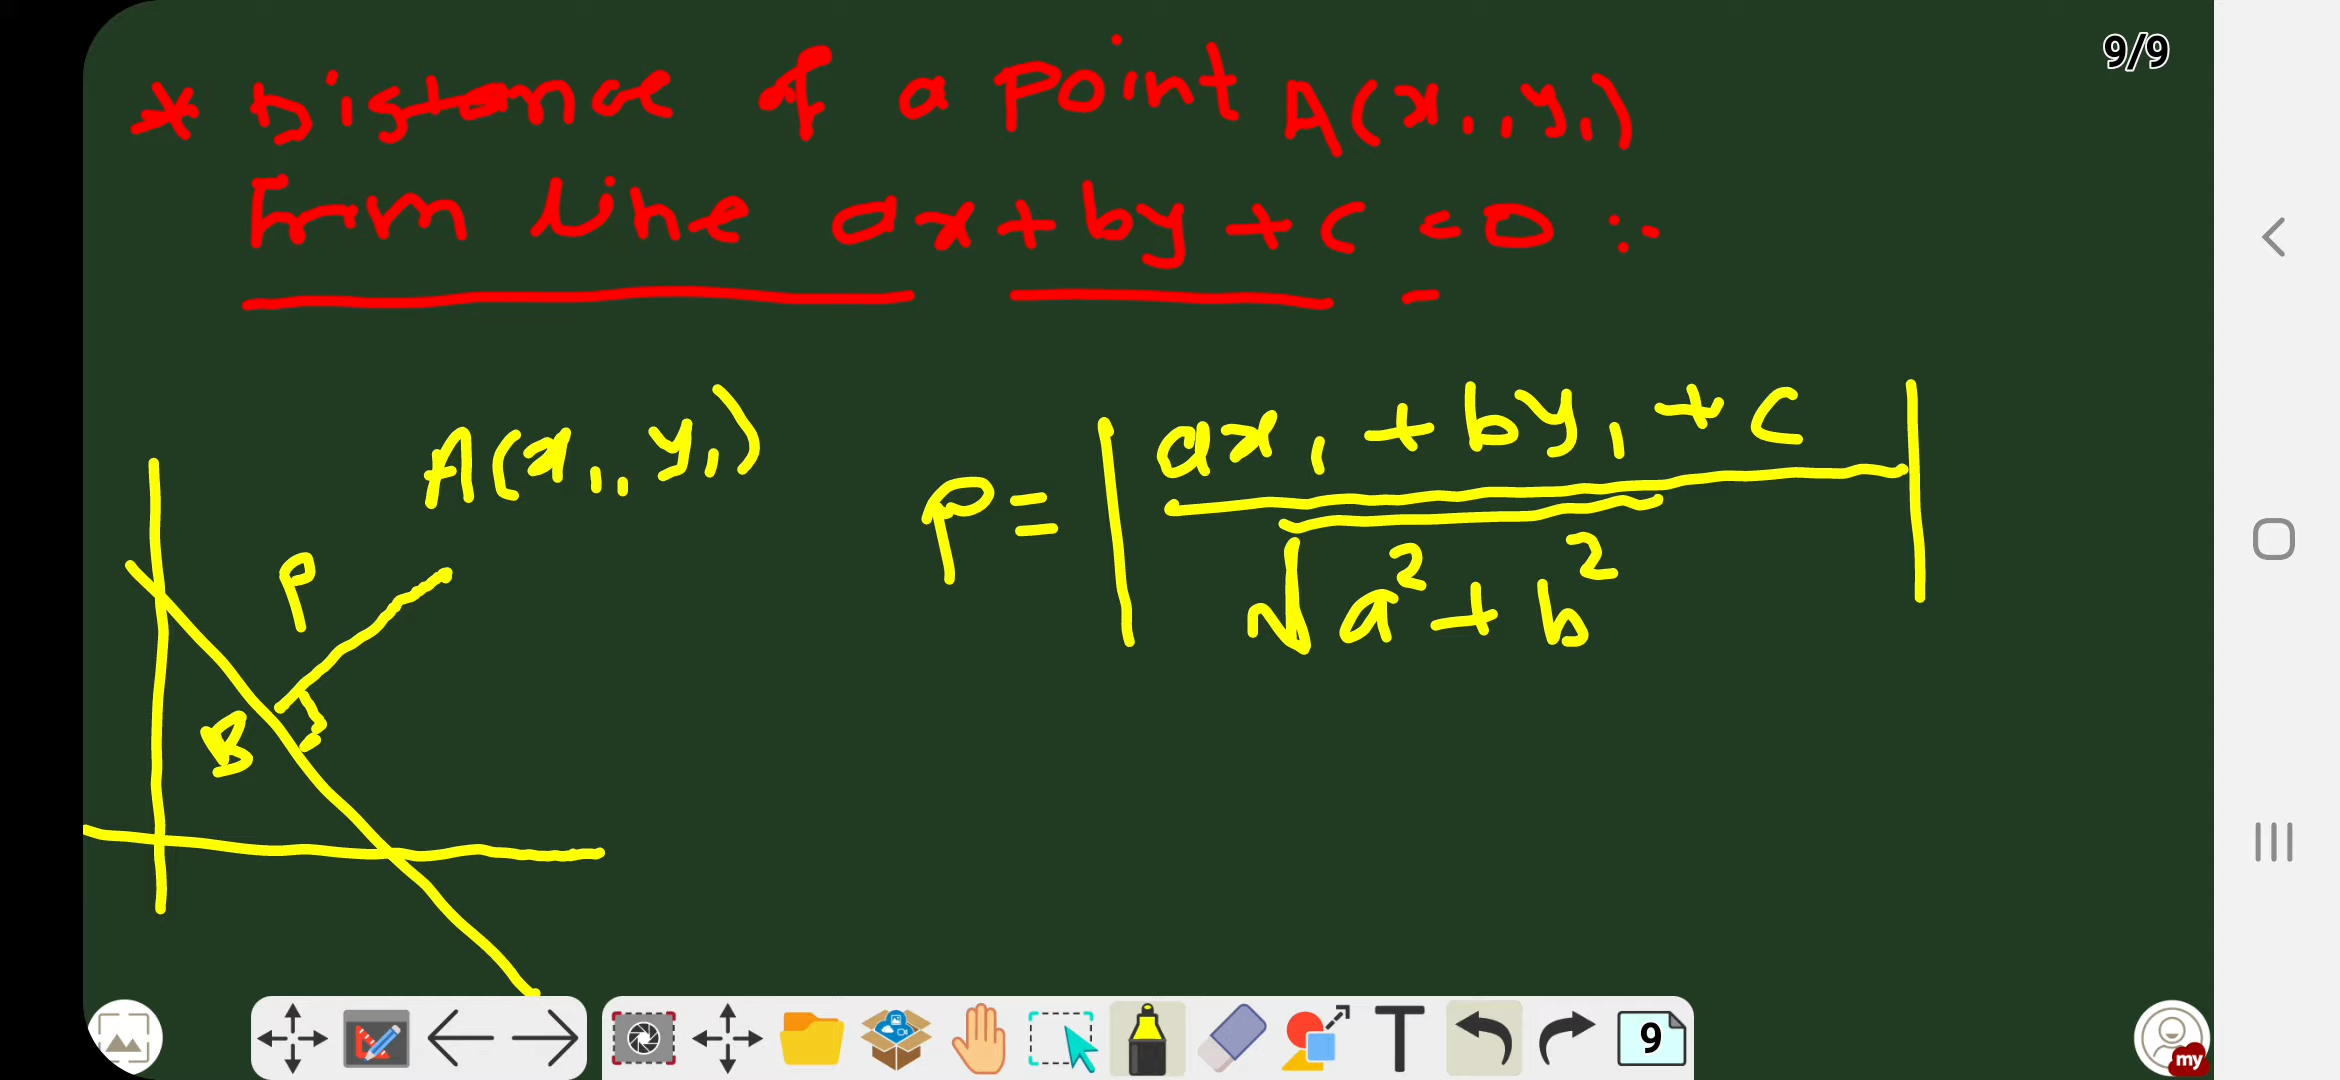 9/9
* Distance of a point A(x₁, y₁)
From line ax + by + c = 0 :-
A(x₁, y₁)
P = | ax₁ + by₁ + c / √a² + b² |
P
B
T
9
my